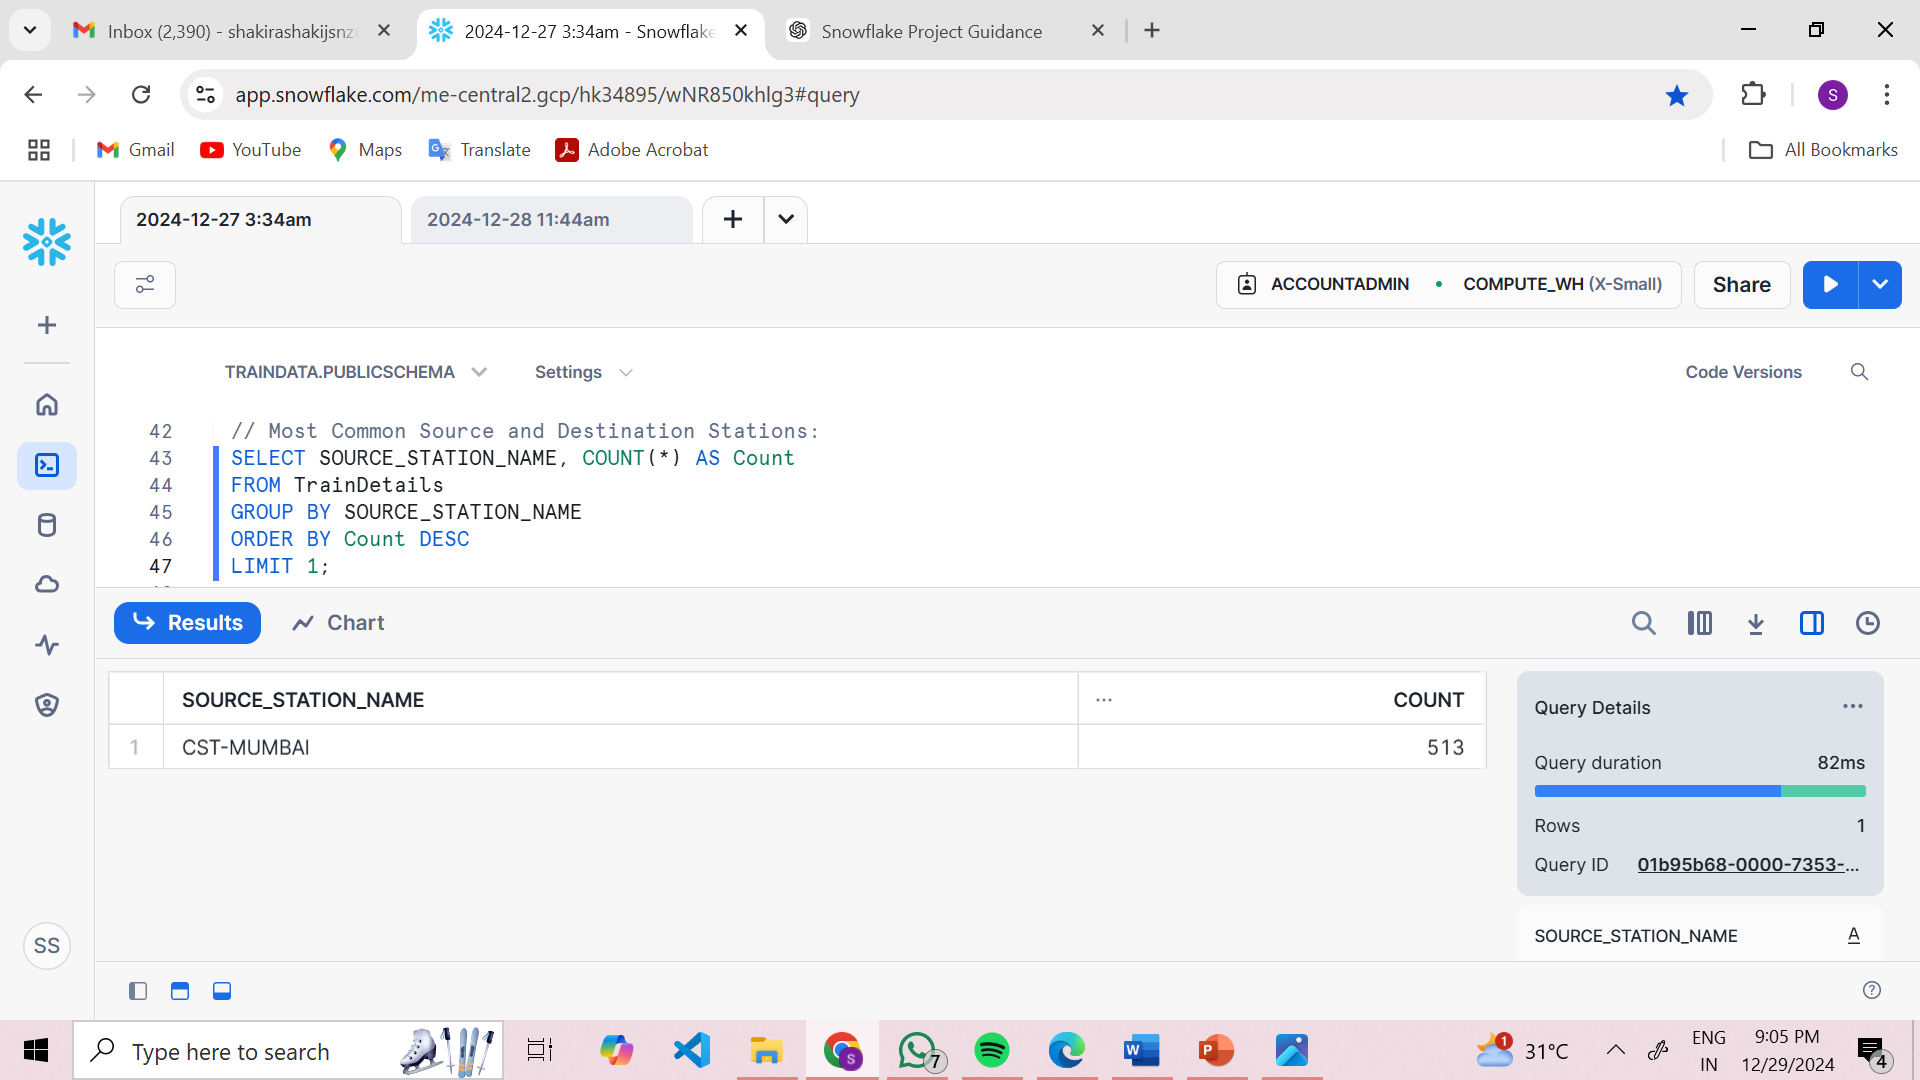 Inbox (2,390) - shakirashakijsnz
2024-12-27 3:34am - Snowflake
Snowflake Project Guidance
app.snowflake.com/me-central2.gcp/hk34895/wNR850khlg3#query
S
Gmail
YouTube
Maps
Translate
Adobe Acrobat
All Bookmarks
2024-12-27 3:34am
2024-12-28 11:44am
ACCOUNTADMIN • COMPUTE_WH (X-Small)
Share
TRAINDATA.PUBLICSCHEMA
Settings
Code Versions
42 // Most Common Source and Destination Stations:
43 SELECT SOURCE_STATION_NAME, COUNT(*) AS Count
44 FROM TrainDetails
45 GROUP BY SOURCE_STATION_NAME
46 ORDER BY Count DESC
47 LIMIT 1;
Results
Chart
SOURCE_STATION_NAME ... COUNT
1 CST-MUMBAI 513
Query Details ...
Query duration 82ms
Rows 1
Query ID 01b95b68-0000-7353-...
SOURCE_STATION_NAME A
SS
Type here to search
S
7
W
P
1
31°C
ENG
IN
9:05 PM
12/29/2024
4